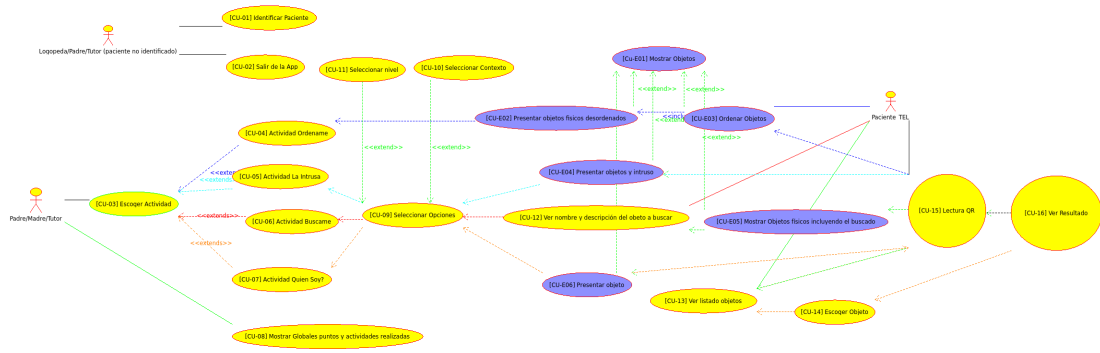 [CU-01] Identificar Paciente
Logopeda/Padre/Tutor (paciente no identificado)
[CU-02] Salir de la App
[CU-11] Seleccionar nivel
[CU-10] Seleccionar Contexto
[Cu-E01] Mostrar Objetos
<<extend>>
<<extend>>
[CU-E02] Presentar objetos fisicos desordenados
<<incl
<<extend>>
[CU-E03] Ordenar Objetos
Paciente TEL
[CU-04] Actividad Ordename
<<extend>>
<<extend>>
<<extend>>
<<exte
[CU-05] Actividad La Intrusa
<<extend
[CU-E04] Presentar objetos y intruso
Padre/Madre/Tutor
[CU-03] Escoger Actividad
<<extends>>
[CU-06] Actividad Buscame
[CU-09] Seleccionar Opciones
[CU-12] Ver nombre y descripción del obeto a buscar
[CU-E05] Mostrar Objetos físicos incluyendo el buscado
[CU-15] Lectura QR
[CU-16] Ver Resultado
<<extends>>
[CU-07] Actividad Quien Soy?
[CU-E06] Presentar objeto
[CU-13] Ver listado objetos
[CU-14] Escoger Objeto
[CU-08] Mostrar Globales puntos y actividades realizadas